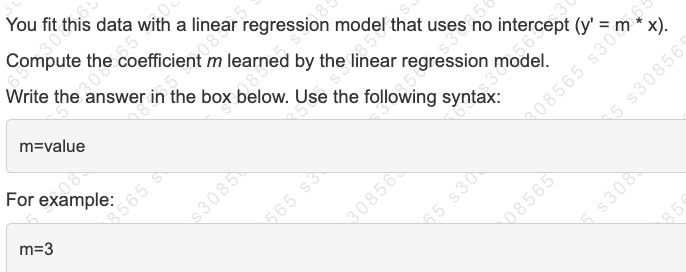 You fit this data with a linear regression model that uses no intercept (y' = m * x).
Compute the coefficient m learned by the linear regression model.
Write the answer in the box below. Use the following syntax:
m=value
For example:
m=3